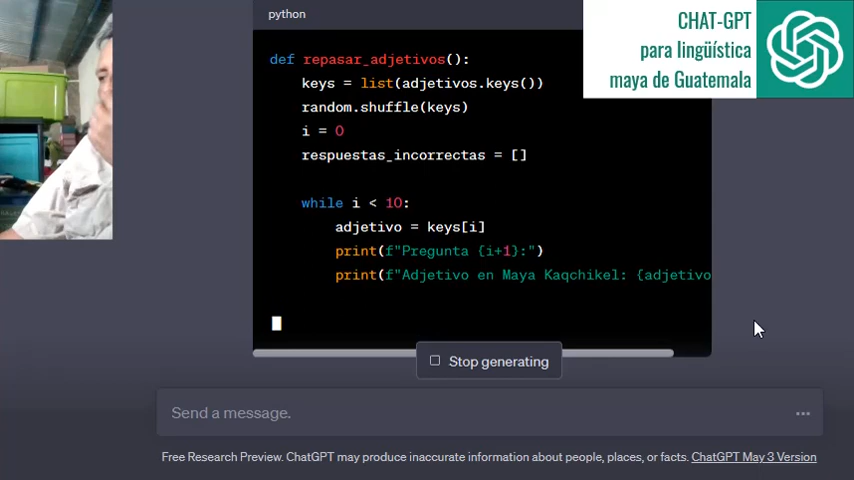 python
CHAT-GPT
para lingüística
maya de Guatemala
def repasar_adjetivos():
keys = list(adjetivos.keys())
random.shuffle(keys)
i = 0
respuestas_incorrectas = []
while i < 10:
adjetivo = keys[i]
print(f"Pregunta {i+1}:")
print(f"Adjetivo en Maya Kaqchikel: {adjetivo
Stop generating
Send a message.
Free Research Preview. ChatGPT may produce inaccurate information about people, places, or facts. ChatGPT May 3 Version